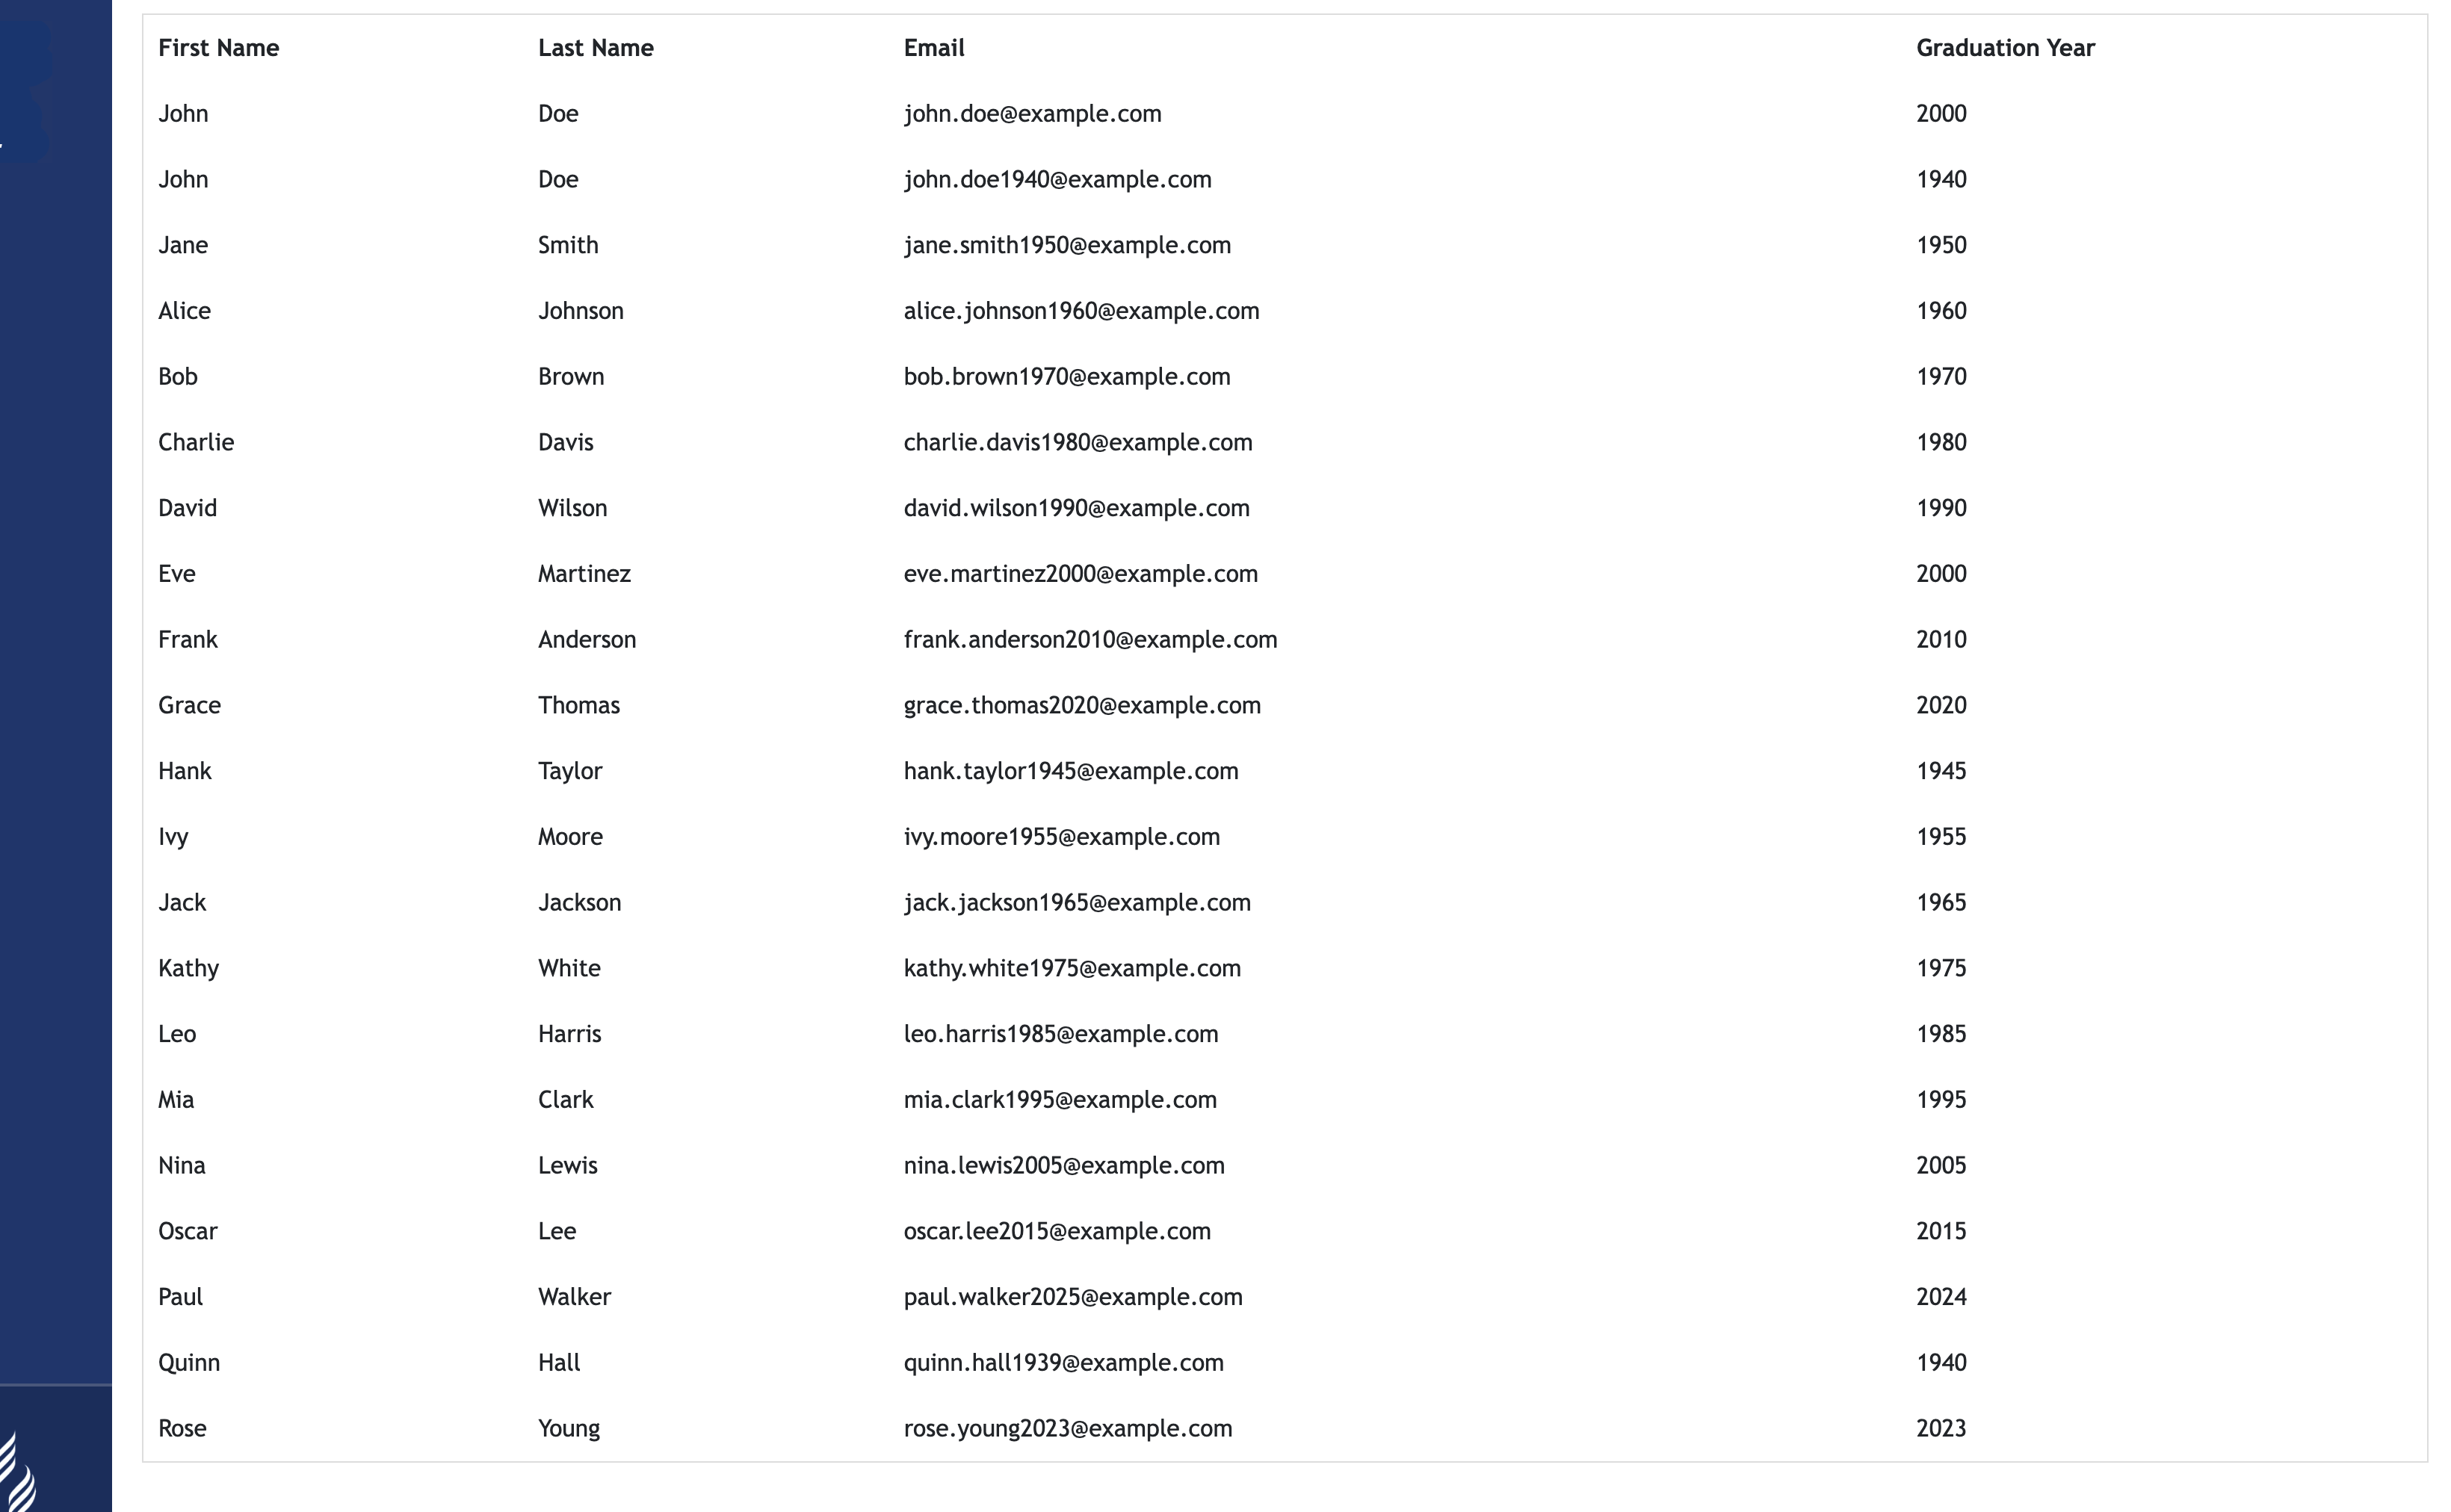 First Name Last Name Email Graduation Year
John Doe john.doe@example.com 2000
John Doe john.doe1940@example.com 1940
Jane Smith jane.smith1950@example.com 1950
Alice Johnson alice.johnson1960@example.com 1960
Bob Brown bob.brown1970@example.com 1970
Charlie Davis charlie.davis1980@example.com 1980
David Wilson david.wilson1990@example.com 1990
Eve Martinez eve.martinez2000@example.com 2000
Frank Anderson frank.anderson2010@example.com 2010
Grace Thomas grace.thomas2020@example.com 2020
Hank Taylor hank.taylor1945@example.com 1945
Ivy Moore ivy.moore1955@example.com 1955
Jack Jackson jack.jackson1965@example.com 1965
Kathy White kathy.white1975@example.com 1975
Leo Harris leo.harris1985@example.com 1985
Mia Clark mia.clark1995@example.com 1995
Nina Lewis nina.lewis2005@example.com 2005
Oscar Lee oscar.lee2015@example.com 2015
Paul Walker paul.walker2025@example.com 2024
Quinn Hall quinn.hall1939@example.com 1940
Rose Young rose.young2023@example.com 2023